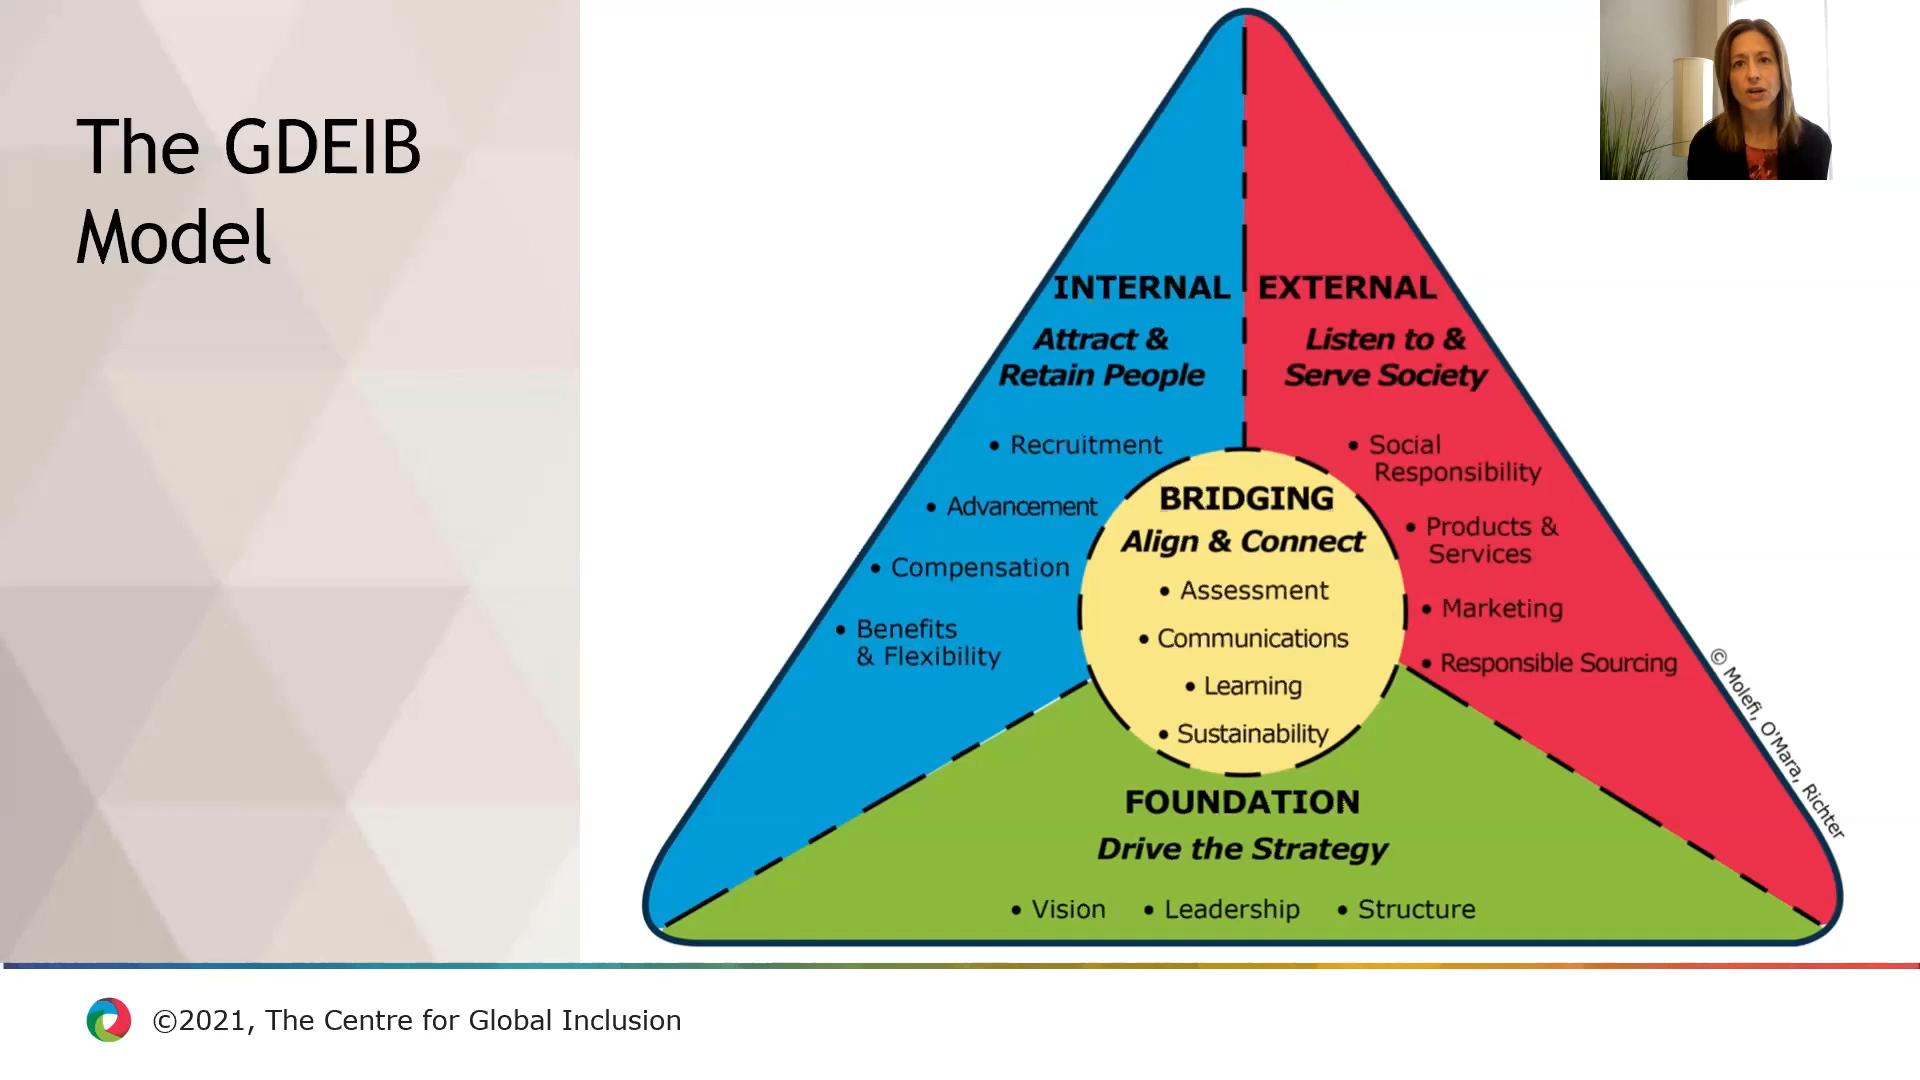 The GDEIB
Model
INTERNAL
Attract &
Retain People
• Recruitment
• Advancement
• Compensation
• Benefits
& Flexibility
EXTERNAL
Listen to &
Serve Society
• Social
Responsibility
• Products &
Services
• Marketing
• Responsible Sourcing
BRIDGING
Align & Connect
• Assessment
• Communications
• Learning
• Sustainability
FOUNDATION
Drive the Strategy
• Vision • Leadership • Structure
© Molefi, O'Mara, Richter
©2021, The Centre for Global Inclusion